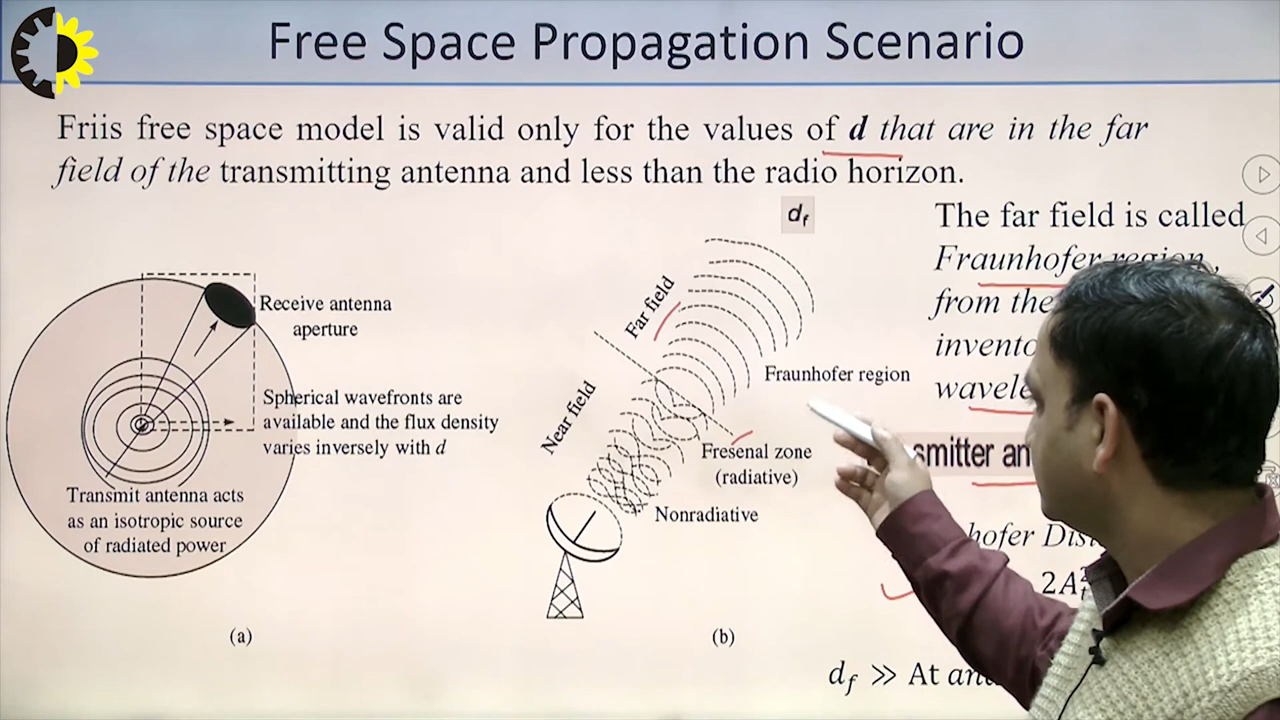 Free Space Propagation Scenario
Friis free space model is valid only for the values of d that are in the far
field of the transmitting antenna and less than the radio horizon.
df
The far field is called
Fraunhofer region,
from the
wavele
smitter an
hofer Dis
2At²
df >> At an
Receive antenna
aperture
Spherical wavefronts are
available and the flux density
varies inversely with d
Transmit antenna acts
as an isotropic source
of radiated power
(a)
Far field
Near field
Fraunhofer region
Fresenal zone
(radiative)
Nonradiative
(b)